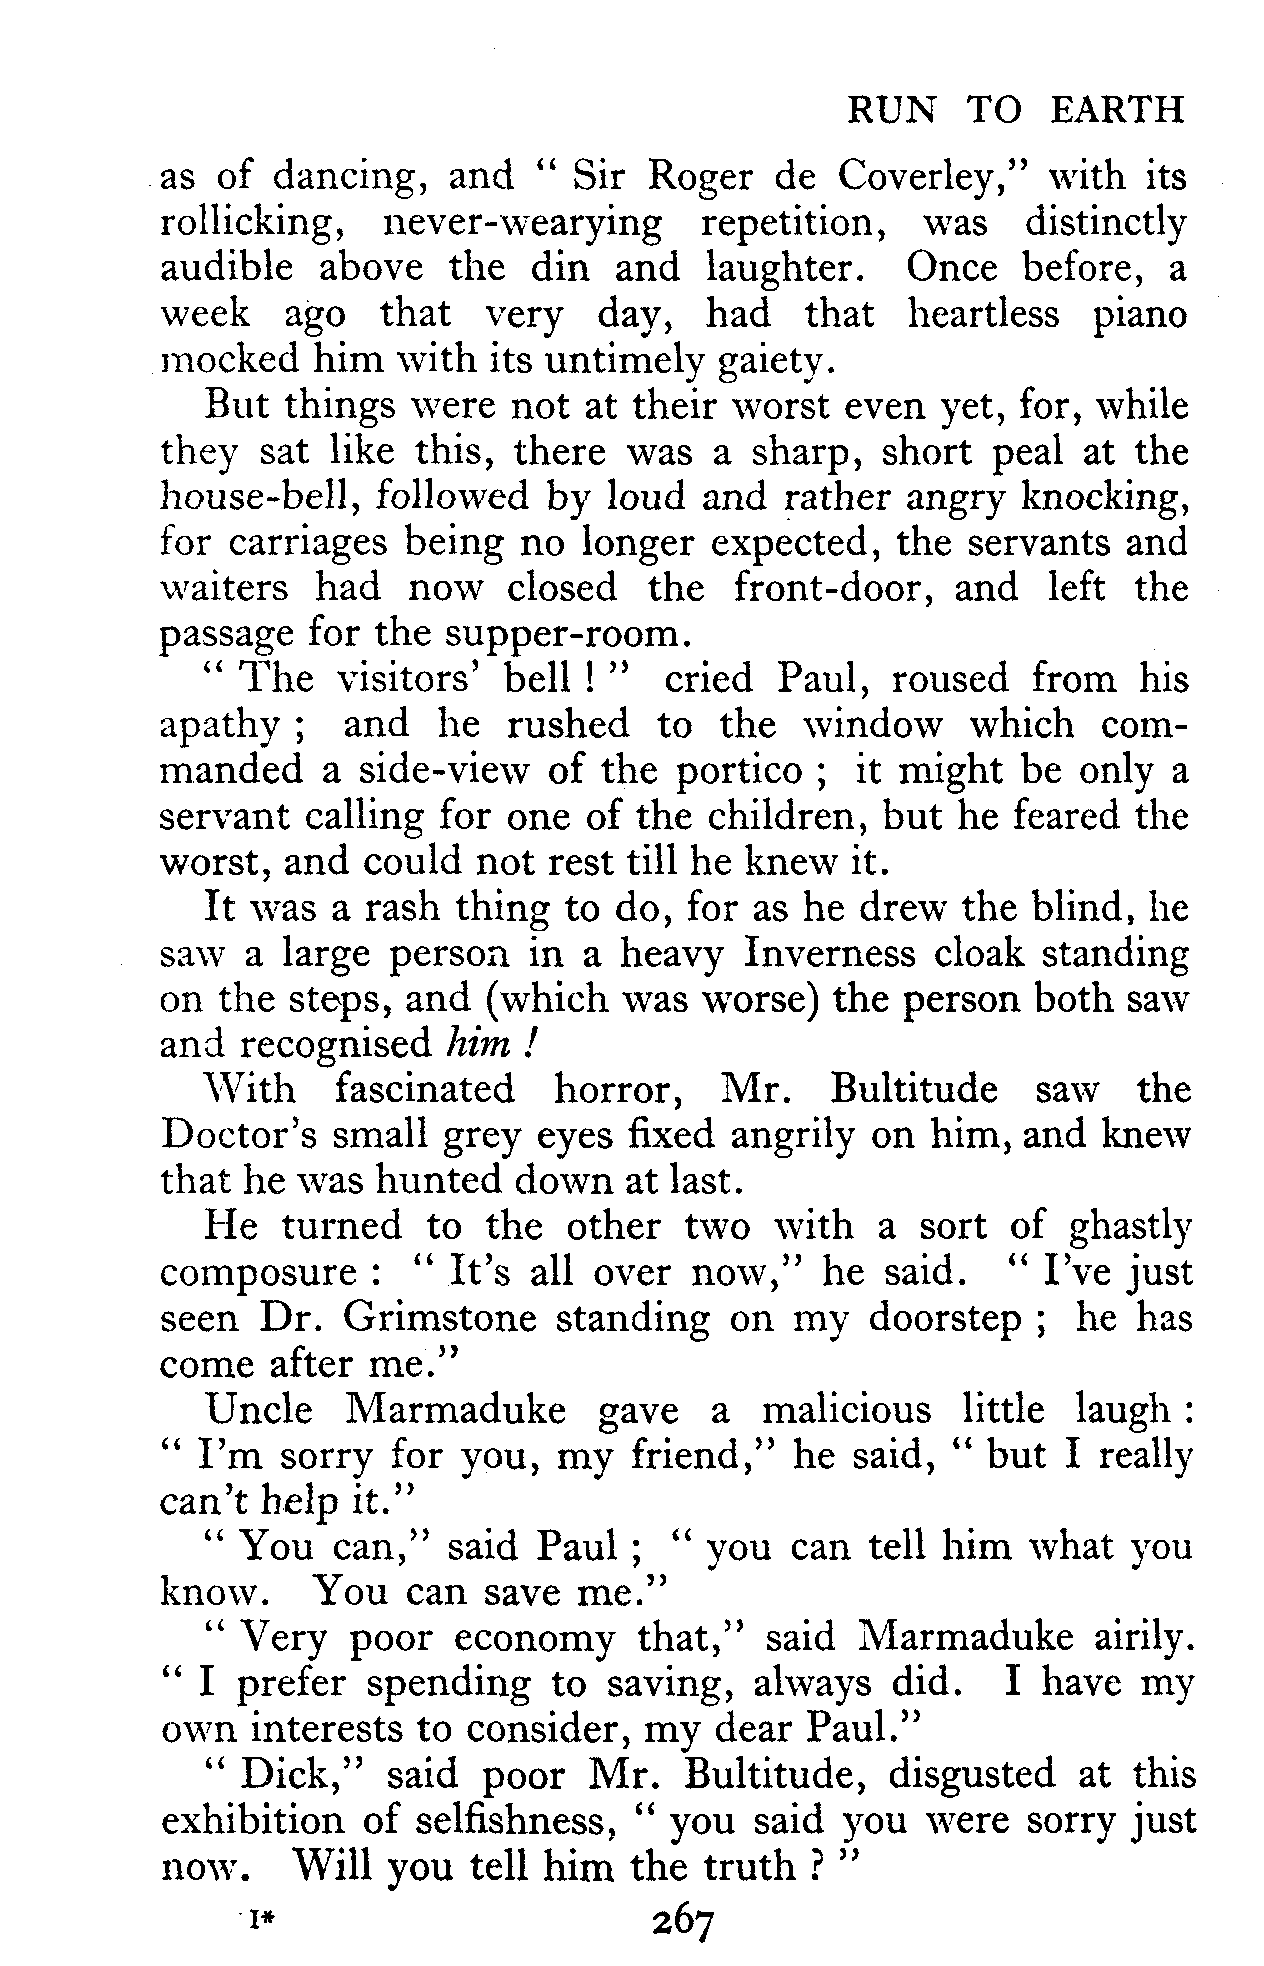 RUN TO EARTH
as of dancing, and “ Sir Roger de Coverley,” with its
rollicking, never-wearying repetition, was distinctly
audible above the din and laughter. Once before, a
week ago that very day, had that heartless piano
mocked him with its untimely gaiety.
But things were not at their worst even yet, for, while
they sat like this, there was a sharp, short peal at the
house-bell, followed by loud and rather angry knocking,
for carriages being no longer expected, the servants and
waiters had now closed the front-door, and left the
passage for the supper-room.
“ The visitors’ bell ! ” cried Paul, roused from his
apathy ; and he rushed to the window which com-
manded a side-view of the portico ; it might be only a
servant calling for one of the children, but he feared the
worst, and could not rest till he knew it.
It was a rash thing to do, for as he drew the blind, he
saw a large person in a heavy Inverness cloak standing
on the steps, and (which was worse) the person both saw
and recognised him !
With fascinated horror, Mr. Bultitude saw the
Doctor’s small grey eyes fixed angrily on him, and knew
that he was hunted down at last.
He turned to the other two with a sort of ghastly
composure : “ It’s all over now,” he said. “ I’ve just
seen Dr. Grimstone standing on my doorstep ; he has
come after me.”
Uncle Marmaduke gave a malicious little laugh :
“ I’m sorry for you, my friend,” he said, “ but I really
can’t help it.”
“ You can,” said Paul ; “ you can tell him what you
know. You can save me.”
“ Very poor economy that,” said Marmaduke airily.
“ I prefer spending to saving, always did. I have my
own interests to consider, my dear Paul.”
“ Dick,” said poor Mr. Bultitude, disgusted at this
exhibition of selfishness, “ you said you were sorry just
now. Will you tell him the truth ? ”
I* 267